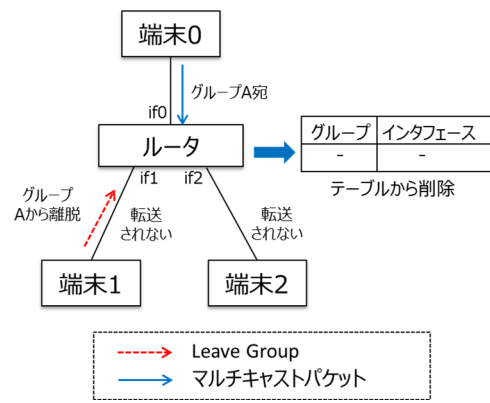 端末0
グループA宛
if0
ルータ
グループ インタフェース
- -
テーブルから削除
if1 if2
グループ
Aから離脱
転送
されない
転送
されない
端末1
端末2
Leave Group
マルチキャストパケット